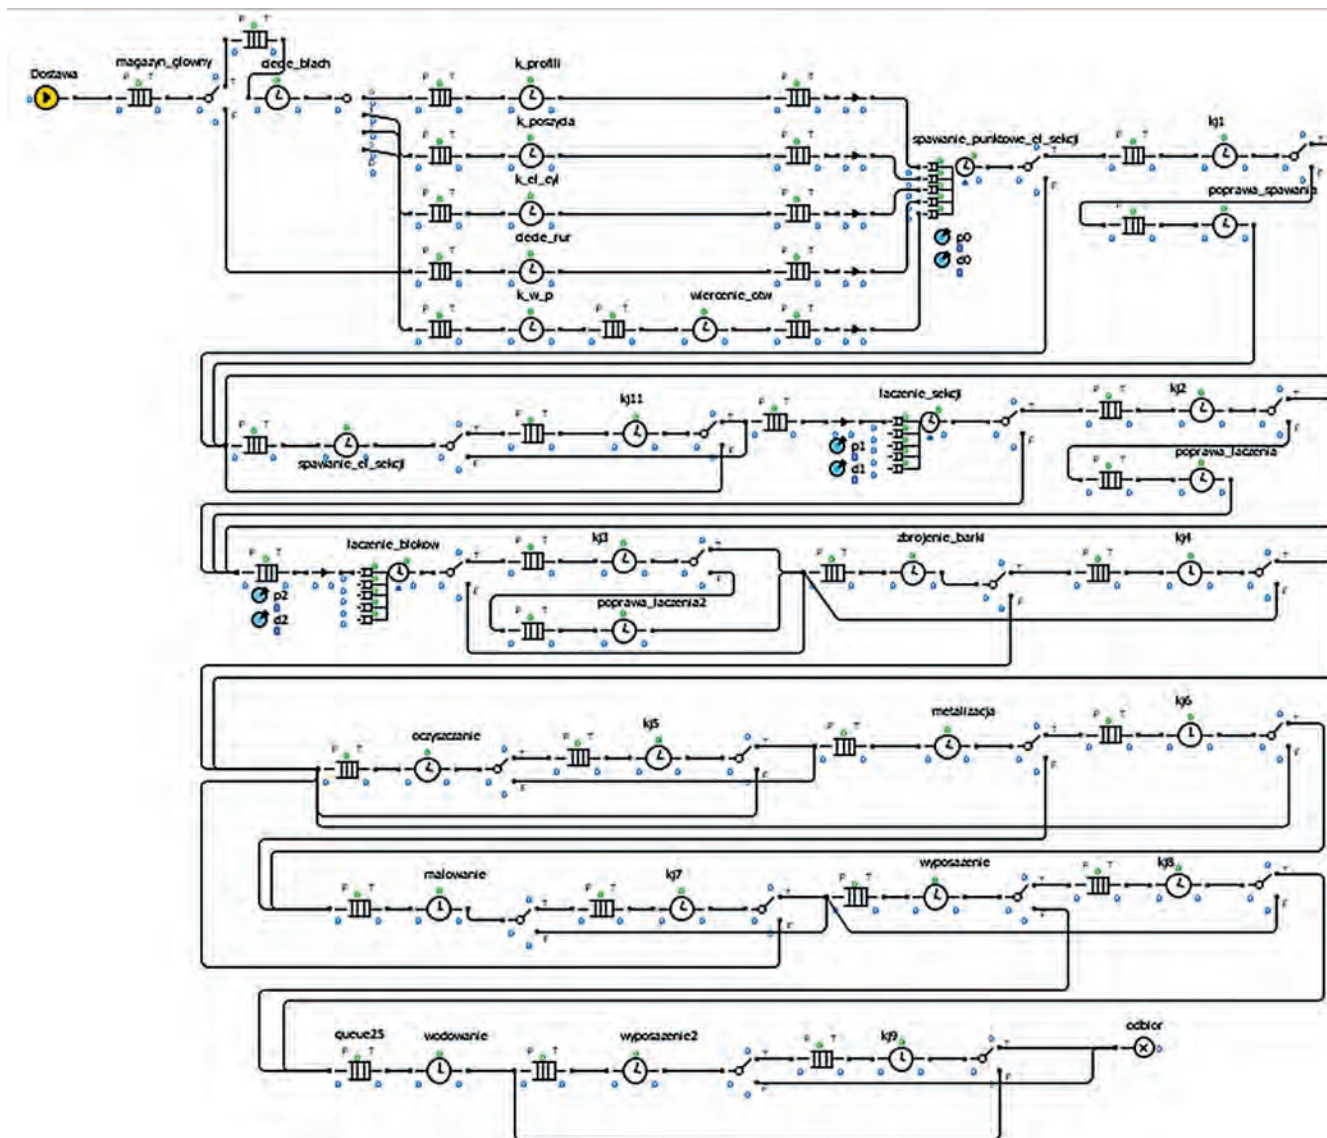 Dostawa
magazyn_glowny
ciecie_blach
k_profili
k_poszycia
k_el_cyl
ciecie_rur
k_w_p
wiercenie_otw
spawanie_punktowe_el_sekcji
p0
d0
kj1
poprawa_spawania
spawanie_el_sekcji
kj11
laczenie_sekcji
p1
d1
kj2
poprawa_laczenia
laczenie_blokow
p2
d2
kj3
poprawa_laczenia2
zbrojenie_barki
kj4
oczyszczanie
kj5
metalizacja
kj6
malowanie
kj7
wyposazenie
kj8
queue25
wodowanie
wyposazenie2
kj9
odbior